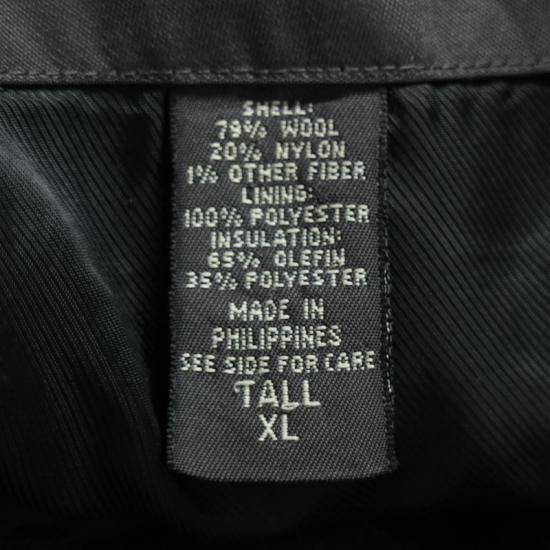 SHELL:
79% WOOL
20% NYLON
1% OTHER FIBER
LINING:
100% POLYESTER
INSULATION:
65% OLEFIN
35% POLYESTER
MADE IN
PHILIPPINES
SEE SIDE FOR CARE
TALL
XL